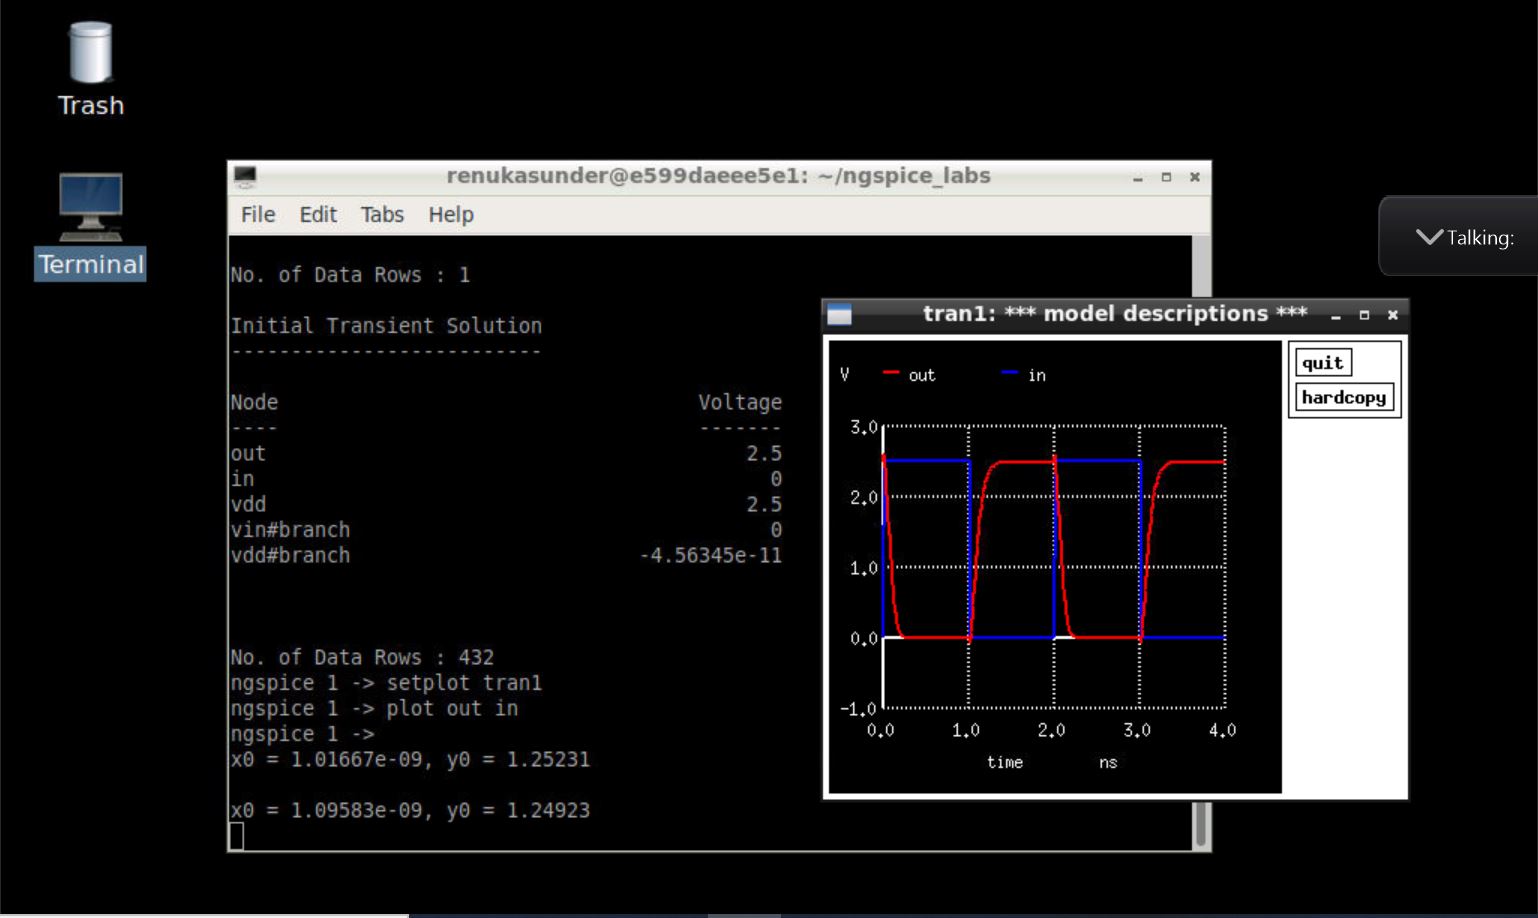 Trash
Terminal
renukasunder@e599daeee5e1: ~/ngspice_labs
File Edit Tabs Help
No. of Data Rows : 1
Initial Transient Solution
--------------------------
Node Voltage
---- -------
out 2.5
in 0
vdd 2.5
vin#branch 0
vdd#branch -4.56345e-11
No. of Data Rows : 432
ngspice 1 -> setplot tran1
ngspice 1 -> plot out in
ngspice 1 ->
x0 = 1.01667e-09, y0 = 1.25231
x0 = 1.09583e-09, y0 = 1.24923
Talking:
tran1: *** model descriptions ***
quit
hardcopy
V out in
3.0
2.0
1.0
0.0
-1.0
0.0 1.0 2.0 3.0 4.0
time ns